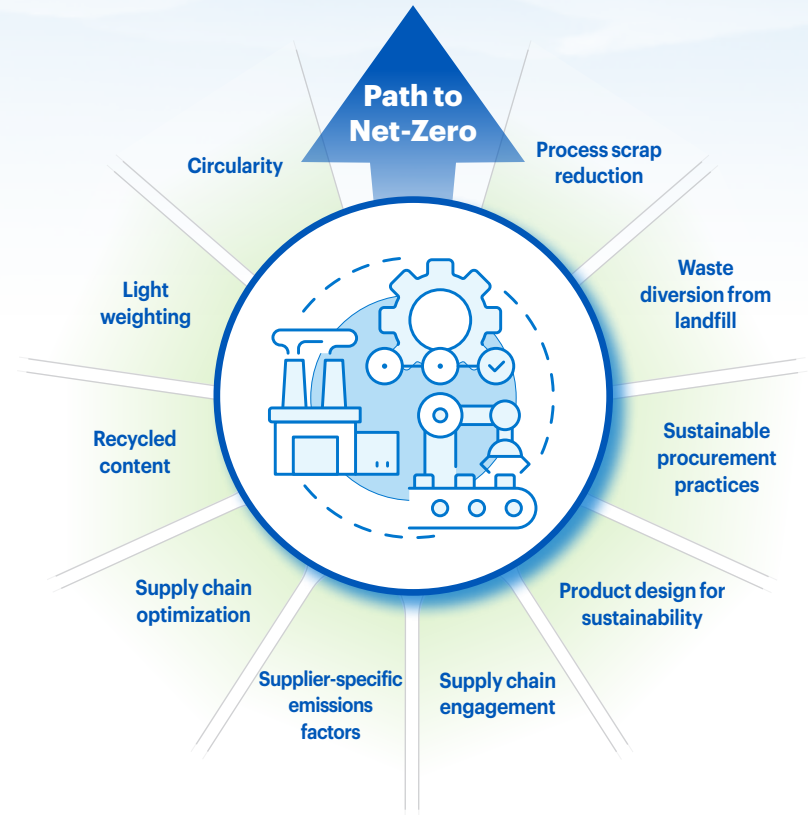 Path to
Net-Zero
Process scrap
reduction
Waste
diversion from
landfill
Sustainable
procurement
practices
Product design for
sustainability
Supply chain
engagement
Supplier-specific
emissions
factors
Supply chain
optimization
Recycled
content
Light
weighting
Circularity